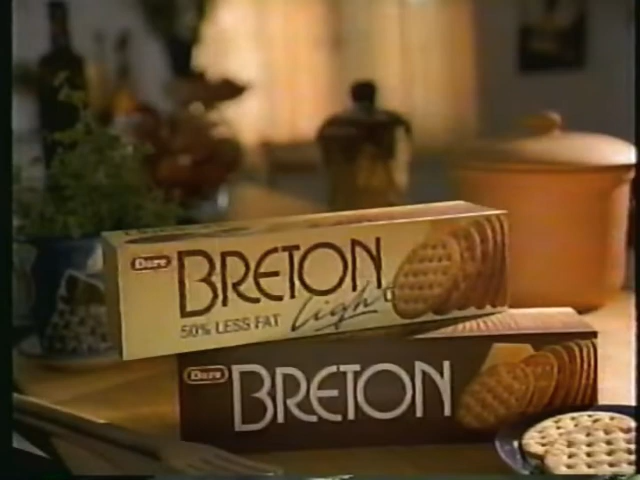 Dare
BRETON
light
50% LESS FAT
Dare
BRETON